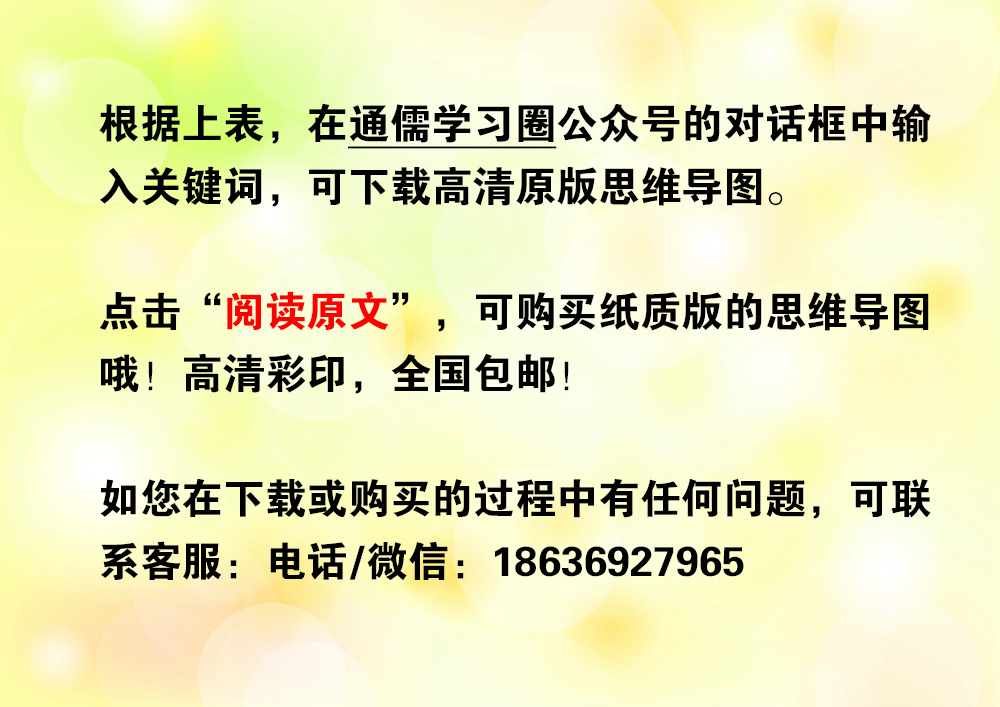 根据上表，在通儒学习圈公众号的对话框中输
入关键词，可下载高清原版思维导图。
点击“阅读原文”，可购买纸质版的思维导图
哦！高清彩印，全国包邮！
如您在下载或购买的过程中有任何问题，可联
系客服：电话/微信：18636927965